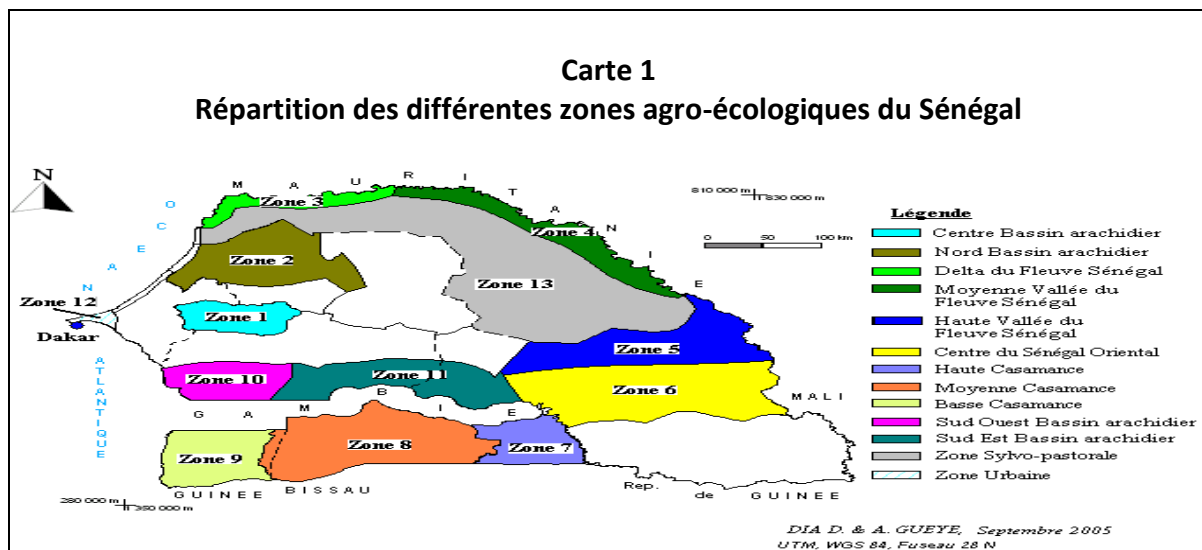 Carte 1
Répartition des différentes zones agro-écologiques du Sénégal
N
OCEAN ATLANTIQUE
MAURITANIE
810 000 m
830 000 m
0 50 100 km
Zone 3
Zone 4
Zone 2
Zone 13
Zone 12
Zone 1
Dakar
Zone 5
Zone 10
Zone 11
Zone 6
MALI
GAMBIE
Zone 8
Zone 7
Zone 9
GUINEE BISSAU
Rep. de GUINEE
280 000 m
350 000 m
Légende
Centre Bassin arachidier
Nord Bassin arachidier
Delta du Fleuve Sénégal
Moyenne Vallée du
Fleuve Sénégal
Haute Vallée du
Fleuve Sénégal
Centre du Sénégal Oriental
Haute Casamance
Moyenne Casamance
Basse Casamance
Sud Ouest Bassin arachidier
Sud Est Bassin arachidier
Zone Sylvo-pastorale
Zone Urbaine
DIA D. & A. GUEYE, Septembre 2005
UTM, WGS 84, Fuseau 28 N